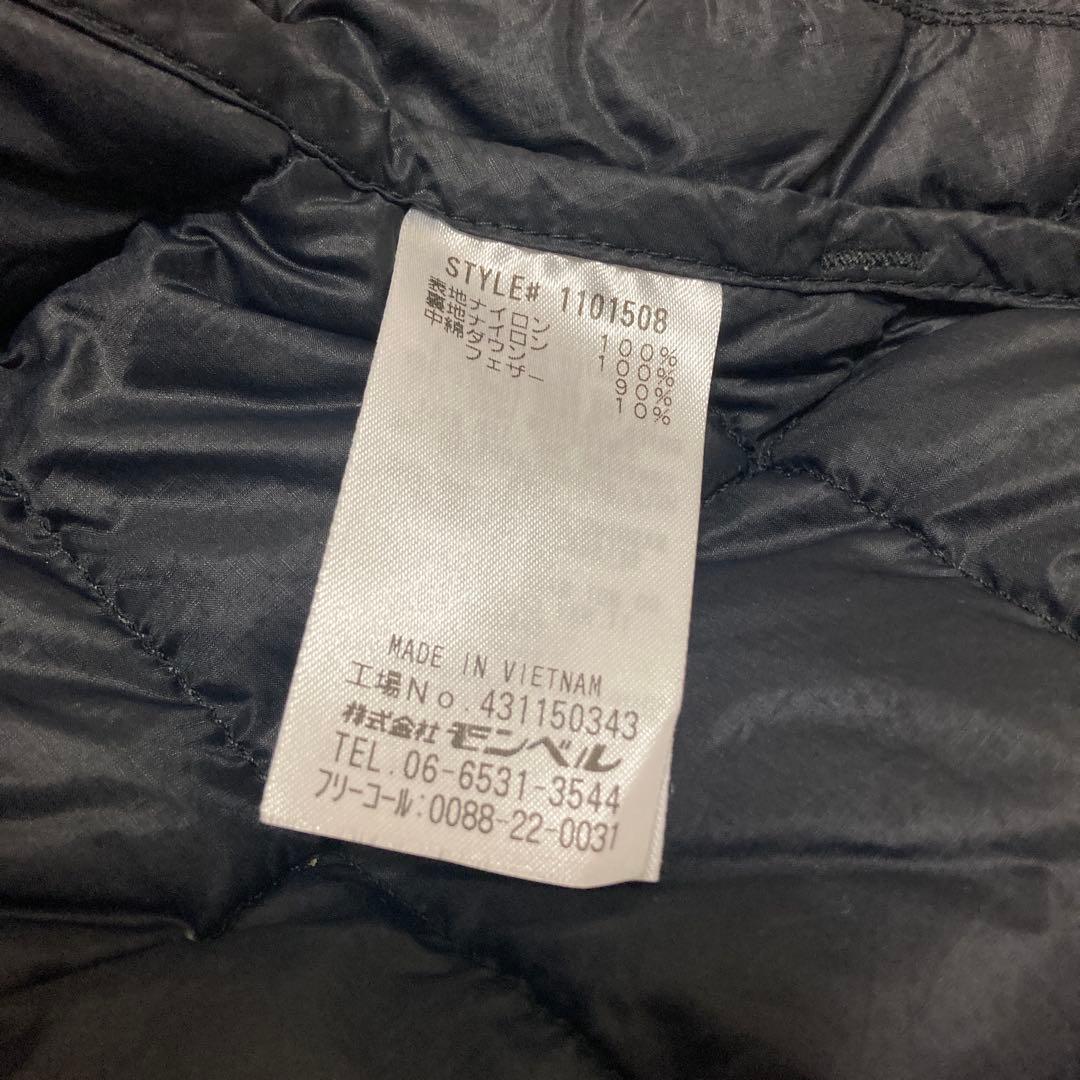 STYLE# 1101508
表地ナイロン 100%
裏地ナイロン 100%
中綿ダウン 90%
フェザー 10%
MADE IN VIETNAM
工場No.431150343
株式会社 モンベル
TEL.06-6531-3544
フリーコール:0088-22-0031